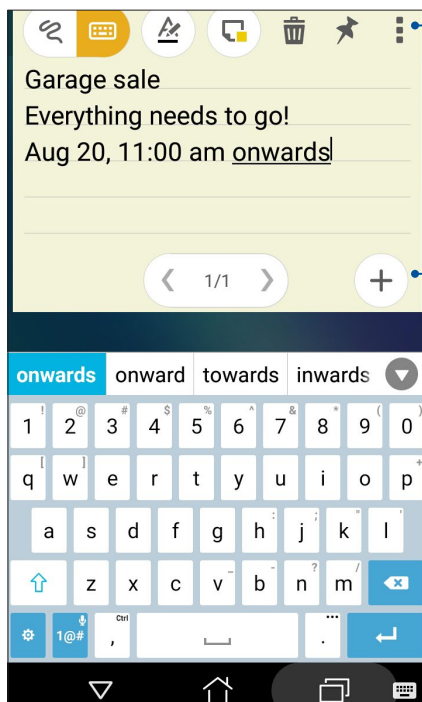 Garage sale
Everything needs to go!
Aug 20, 11:00 am onwards
1/1
onwards onward towards inwards
! @ # $ % ^ & * ( )
1 2 3 4 5 6 7 8 9 0
[ ] +
q w e r t y u i o p
: ; " '
a s d f g h j k l
_ - ? /
z x c v b n m
Ctrl
1@# , .